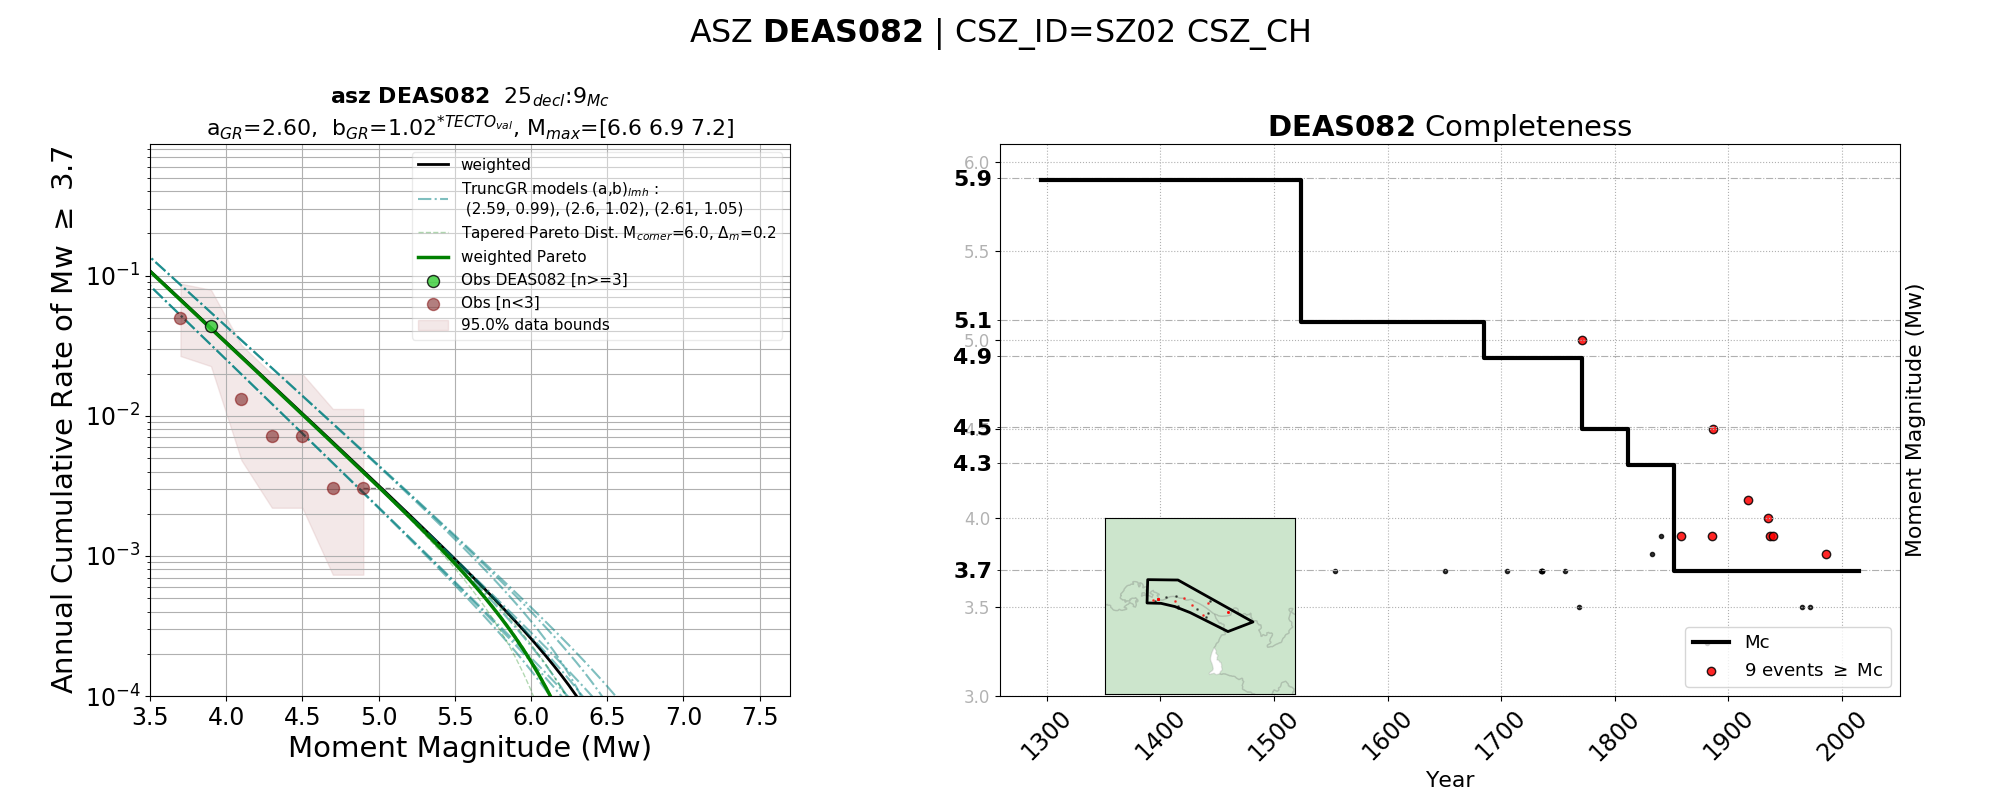 ASZ DEAS082 | CSZ_ID=SZ02 CSZ_CH
asz DEAS082 25decl:9Mc
aGR=2.60, bGR=1.02*TECTOval, Mmax=[6.6 6.9 7.2]
Annual Cumulative Rate of Mw ≥ 3.7
10−1
10−2
10−3
10−4
weighted
TruncGR models (a,b)lmh :
(2.59, 0.99), (2.6, 1.02), (2.61, 1.05)
Tapered Pareto Dist. Mcorner=6.0, Δm=0.2
weighted Pareto
Obs DEAS082 [n>=3]
Obs [n<3]
95.0% data bounds
3.5 4.0 4.5 5.0 5.5 6.0 6.5 7.0 7.5
Moment Magnitude (Mw)
DEAS082 Completeness
6.0
5.9
5.5
5.1
5.0
4.9
4.5
4.5
4.3
4.0
3.7
3.5
3.0
Moment Magnitude (Mw)
Mc
9 events ≥ Mc
1300 1400 1500 1600 1700 1800 1900 2000
Year